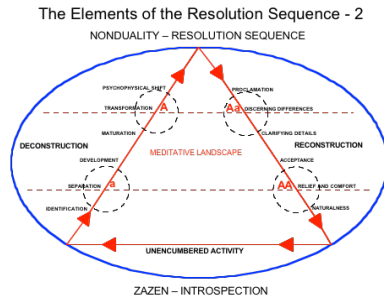 The Elements of the Resolution Sequence - 2
NONDUALITY – RESOLUTION SEQUENCE
PSYCHOPHYSICAL SHIFT
PROCLAMATION
TRANSFORMATION
A
Aa
DISCERNING DIFFERENCES
MATURATION
CLARIFYING DETAILS
DECONSTRUCTION
MEDITATIVE LANDSCAPE
RECONSTRUCTION
DEVELOPMENT
ACCEPTANCE
SEPARATION
a
AA
RELIEF AND COMFORT
IDENTIFICATION
NATURALNESS
UNENCUMBERED ACTIVITY
ZAZEN – INTROSPECTION